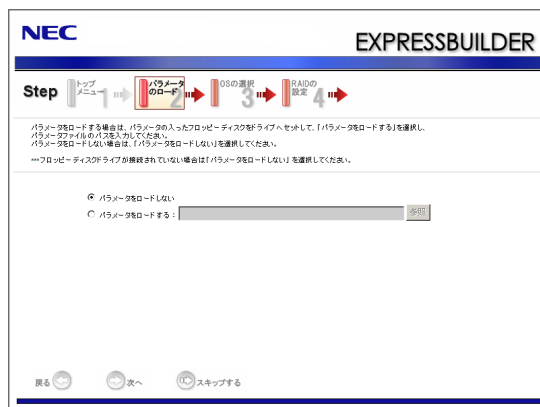 NEC
EXPRESSBUILDER
Step
トップ
メニュー 1
パラメータ
のロード 2
OSの選択
3
RAIDの
設定 4
パラメータをロードする場合は、パラメータの入ったフロッピーディスクをドライブへセットして、「パラメータをロードする」を選択し、
パラメータファイルのパスを入力してください。
パラメータをロードしない場合は、「パラメータをロードしない」を選択してください。
***フロッピーディスクドライブが接続されていない場合は「パラメータをロードしない」を選択してください。
パラメータをロードしない
パラメータをロードする：
参照
戻る
次へ
スキップする